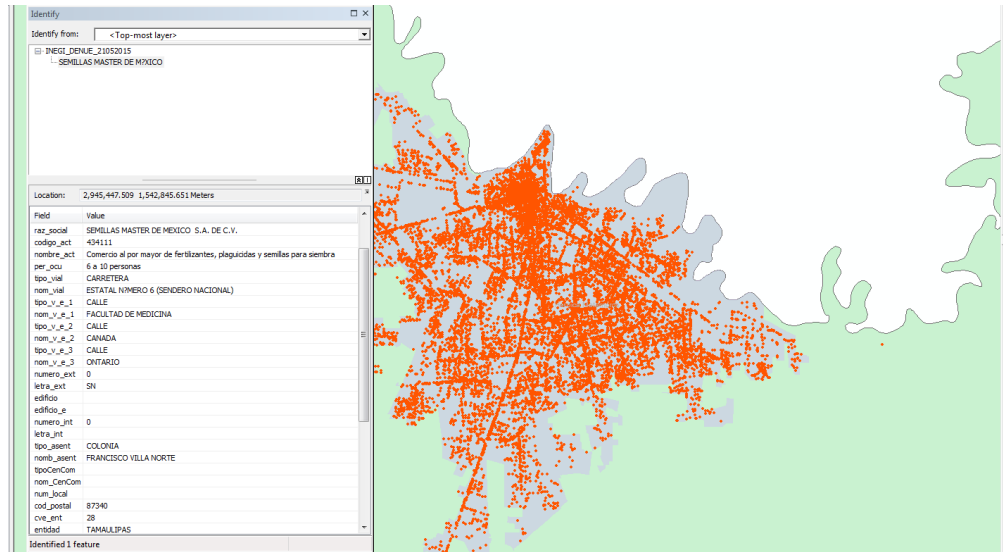 Identify
Identify from: <Top-most layer>
INEGI_DENUE_21052015
SEMILLAS MASTER DE M?XICO
Location: 2,945,447.509 1,542,845.651 Meters
Field Value
raz_social SEMILLAS MASTER DE MEXICO S.A. DE C.V.
codigo_act 434111
nombre_act Comercio al por mayor de fertilizantes, plaguicidas y semillas para siembra
per_ocu 6 a 10 personas
tipo_vial CARRETERA
nom_vial ESTATAL N?MERO 6 (SENDERO NACIONAL)
tipo_v_e_1 CALLE
nom_v_e_1 FACULTAD DE MEDICINA
tipo_v_e_2 CALLE
nom_v_e_2 CANADA
tipo_v_e_3 CALLE
nom_v_e_3 ONTARIO
numero_ext 0
letra_ext SN
edificio
edificio_e
numero_int 0
letra_int
tipo_asent COLONIA
nomb_asent FRANCISCO VILLA NORTE
tipoCenCom
nom_CenCom
num_local
cod_postal 87340
cve_ent 28
entidad TAMAULIPAS
Identified 1 feature